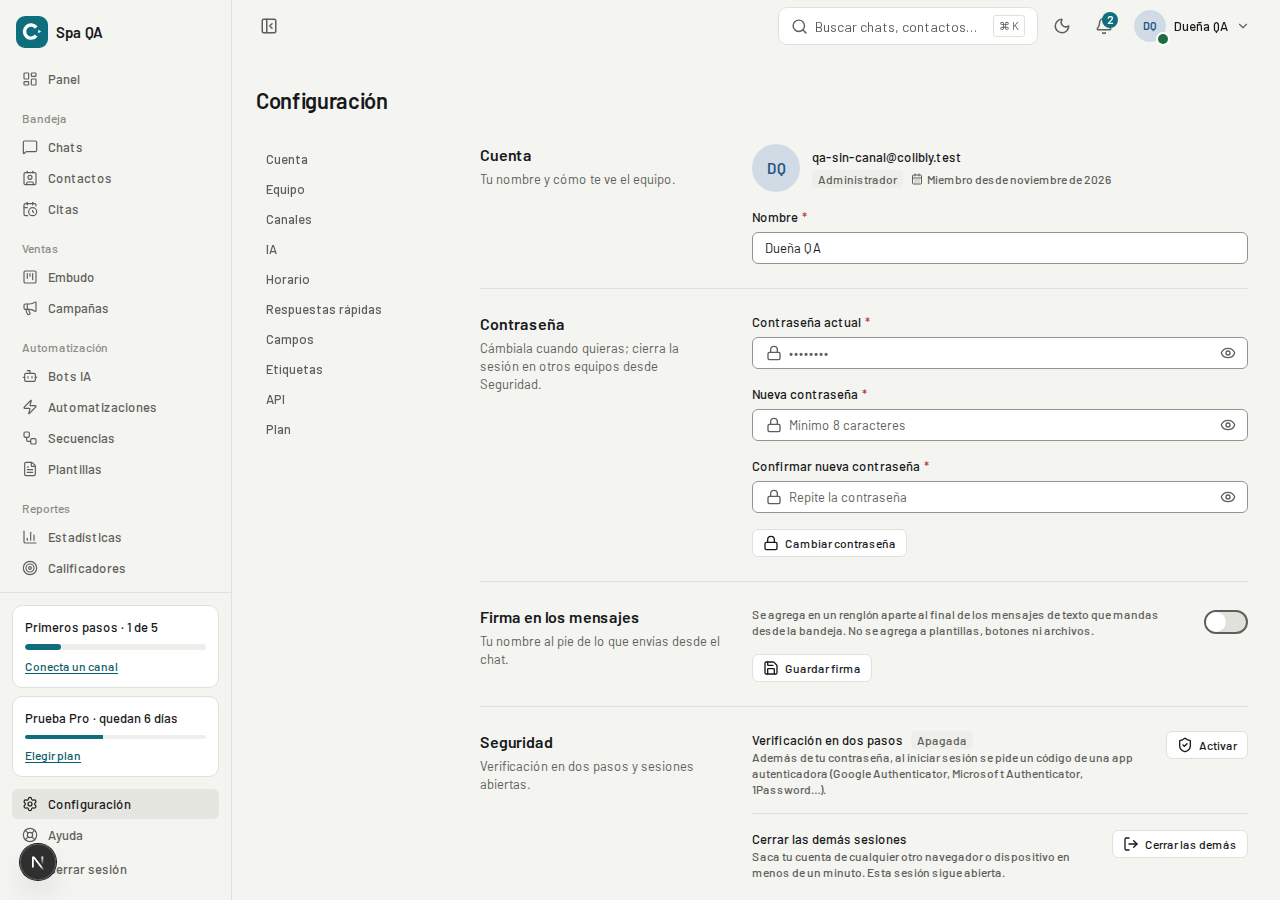 Spa QA
Buscar chats, contactos...
⌘ K
2
DQ
Dueña QA
Panel
Bandeja
Chats
Contactos
Citas
Ventas
Embudo
Campañas
Automatización
Bots IA
Automatizaciones
Secuencias
Plantillas
Reportes
Estadísticas
Calificadores
Primeros pasos · 1 de 5
Conecta un canal
Prueba Pro · quedan 6 días
Elegir plan
Configuración
Ayuda
N
errar sesión
Configuración
Cuenta
Equipo
Canales
IA
Horario
Respuestas rápidas
Campos
Etiquetas
API
Plan
Cuenta
Tu nombre y cómo te ve el equipo.
DQ
qa-sin-canal@colibly.test
Administrador
Miembro desde noviembre de 2026
Nombre *
Dueña QA
Contraseña
Cámbiala cuando quieras; cierra la
sesión en otros equipos desde
Seguridad.
Contraseña actual *
••••••••
Nueva contraseña *
Mínimo 8 caracteres
Confirmar nueva contraseña *
Repite la contraseña
Cambiar contraseña
Firma en los mensajes
Tu nombre al pie de lo que envías desde el
chat.
Se agrega en un renglón aparte al final de los mensajes de texto que mandas
desde la bandeja. No se agrega a plantillas, botones ni archivos.
Guardar firma
Seguridad
Verificación en dos pasos y sesiones
abiertas.
Verificación en dos pasos
Apagada
Además de tu contraseña, al iniciar sesión se pide un código de una app
autenticadora (Google Authenticator, Microsoft Authenticator,
1Password...).
Activar
Cerrar las demás sesiones
Saca tu cuenta de cualquier otro navegador o dispositivo en
menos de un minuto. Esta sesión sigue abierta.
Cerrar las demás